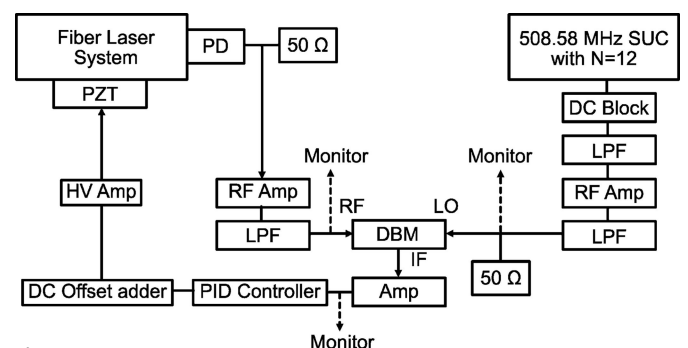 Fiber Laser
System
PD
50 Ω
508.58 MHz SUC
with N=12
PZT
DC Block
LPF
Monitor
Monitor
HV Amp
RF Amp
RF Amp
RF
LO
LPF
DBM
LPF
IF
50 Ω
DC Offset adder
PID Controller
Amp
Monitor